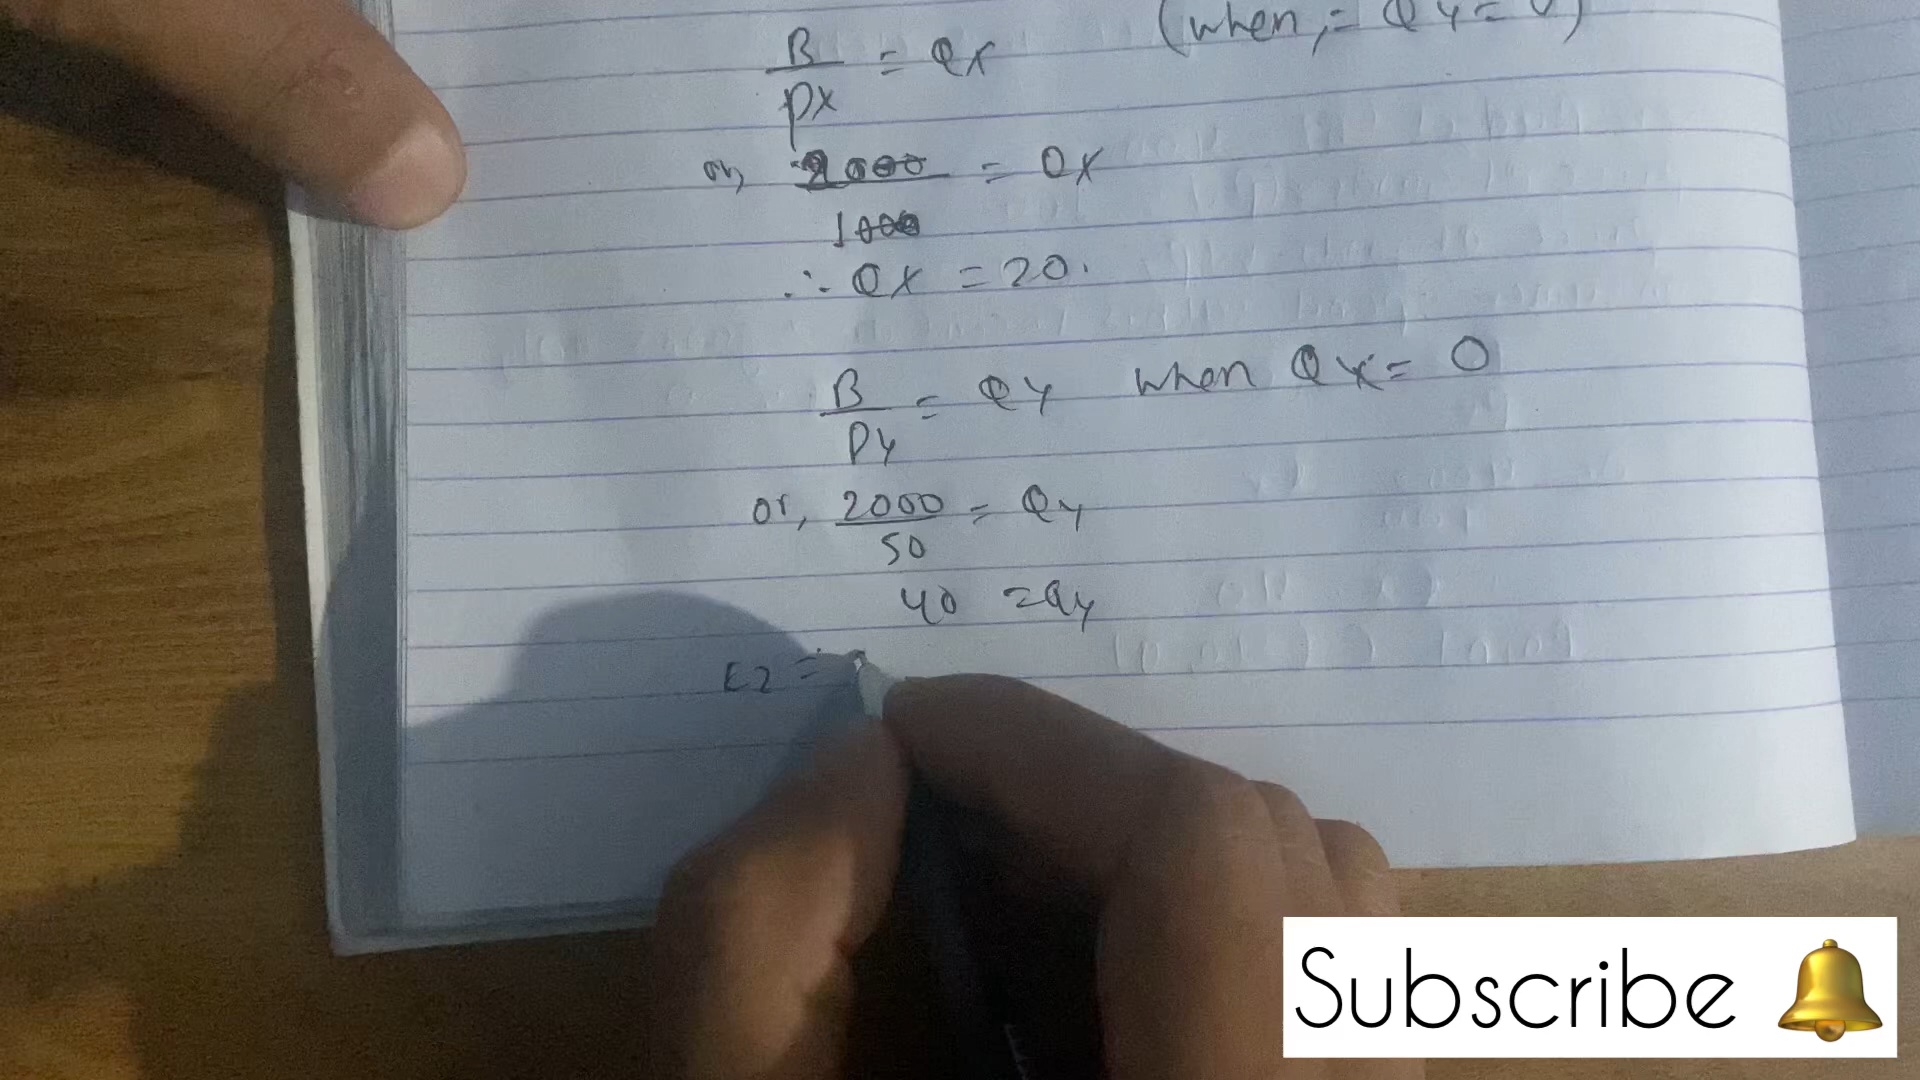 B/Px = Qx (when, = Qy = 0)
or, 2000/1000 = Qx
∴ Qx = 20.
B/Py = Qy when Qx = 0
or, 2000/50 = Qy
40 = Qy
Subscribe